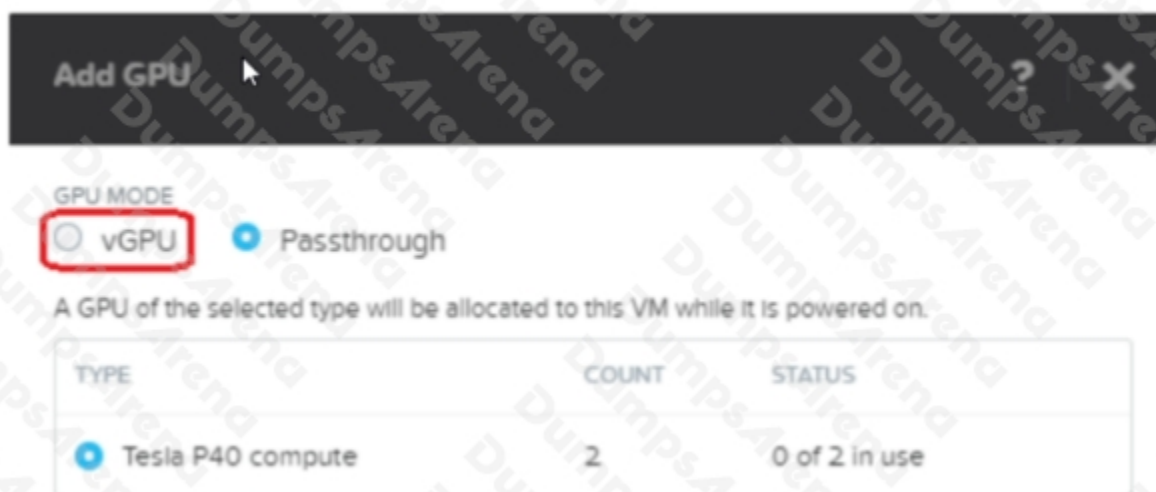 Add GPU ? ×
GPU MODE
vGPU Passthrough
A GPU of the selected type will be allocated to this VM while it is powered on.
TYPE COUNT STATUS
Tesla P40 compute 2 0 of 2 in use
DumpsArena